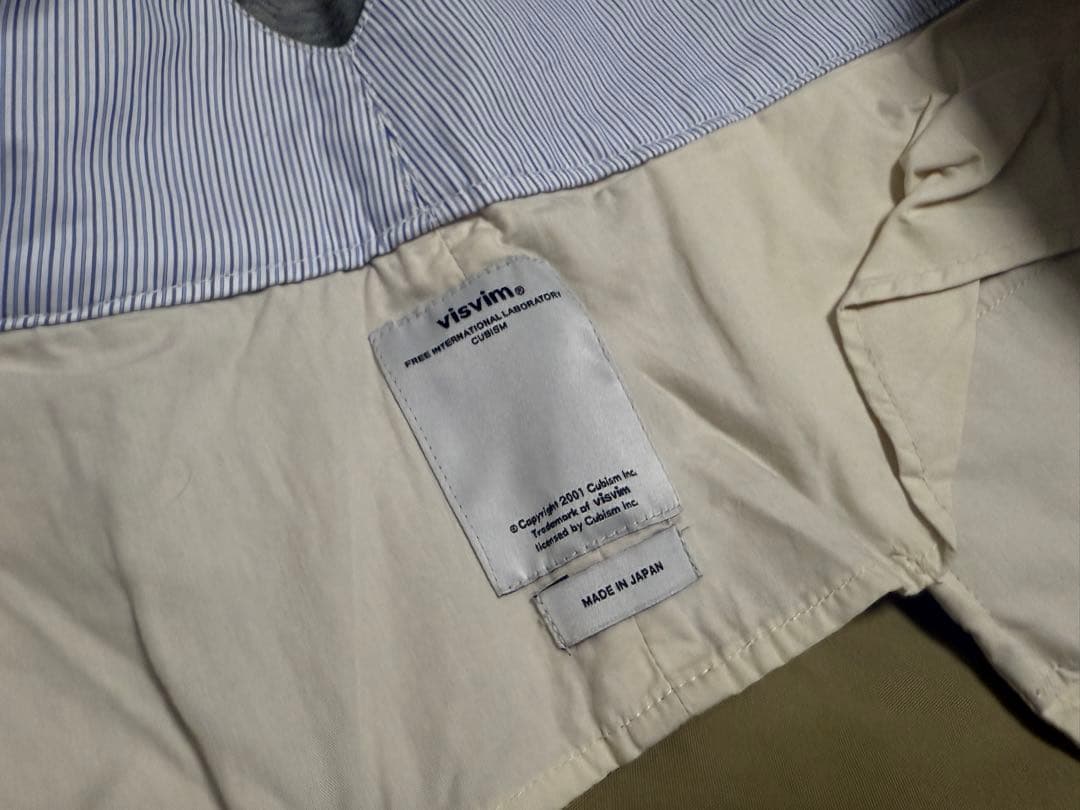 visvim®
FREE INTERNATIONAL LABORATORY
CUBISM
©Copyright 2001 Cubism Inc.
Trademark of visvim
licensed by Cubism Inc.
MADE IN JAPAN